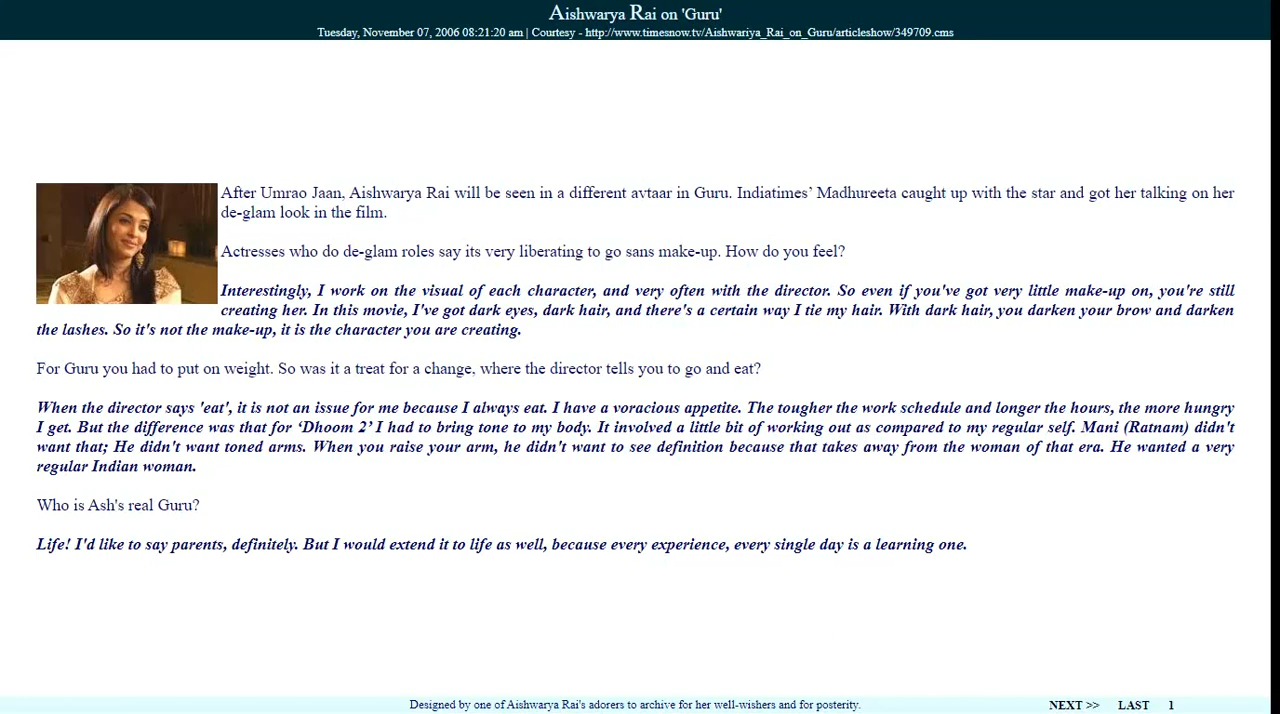 Aishwarya Rai on 'Guru'
Tuesday, November 07, 2006 08:21:20 am | Courtesy - http://www.timesnow.tv/Aishwariya_Rai_on_Guru/articleshow/349709.cms
After Umrao Jaan, Aishwarya Rai will be seen in a different avtaar in Guru. Indiatimes’ Madhureeta caught up with the star and got her talking on her
de-glam look in the film.
Actresses who do de-glam roles say its very liberating to go sans make-up. How do you feel?
Interestingly, I work on the visual of each character, and very often with the director. So even if you've got very little make-up on, you're still
creating her. In this movie, I've got dark eyes, dark hair, and there's a certain way I tie my hair. With dark hair, you darken your brow and darken
the lashes. So it's not the make-up, it is the character you are creating.
For Guru you had to put on weight. So was it a treat for a change, where the director tells you to go and eat?
When the director says 'eat', it is not an issue for me because I always eat. I have a voracious appetite. The tougher the work schedule and longer the hours, the more hungry
I get. But the difference was that for ‘Dhoom 2’ I had to bring tone to my body. It involved a little bit of working out as compared to my regular self. Mani (Ratnam) didn't
want that; He didn't want toned arms. When you raise your arm, he didn't want to see definition because that takes away from the woman of that era. He wanted a very
regular Indian woman.
Who is Ash's real Guru?
Life! I'd like to say parents, definitely. But I would extend it to life as well, because every experience, every single day is a learning one.
Designed by one of Aishwarya Rai's adorers to archive for her well-wishers and for posterity.
NEXT >> LAST 1